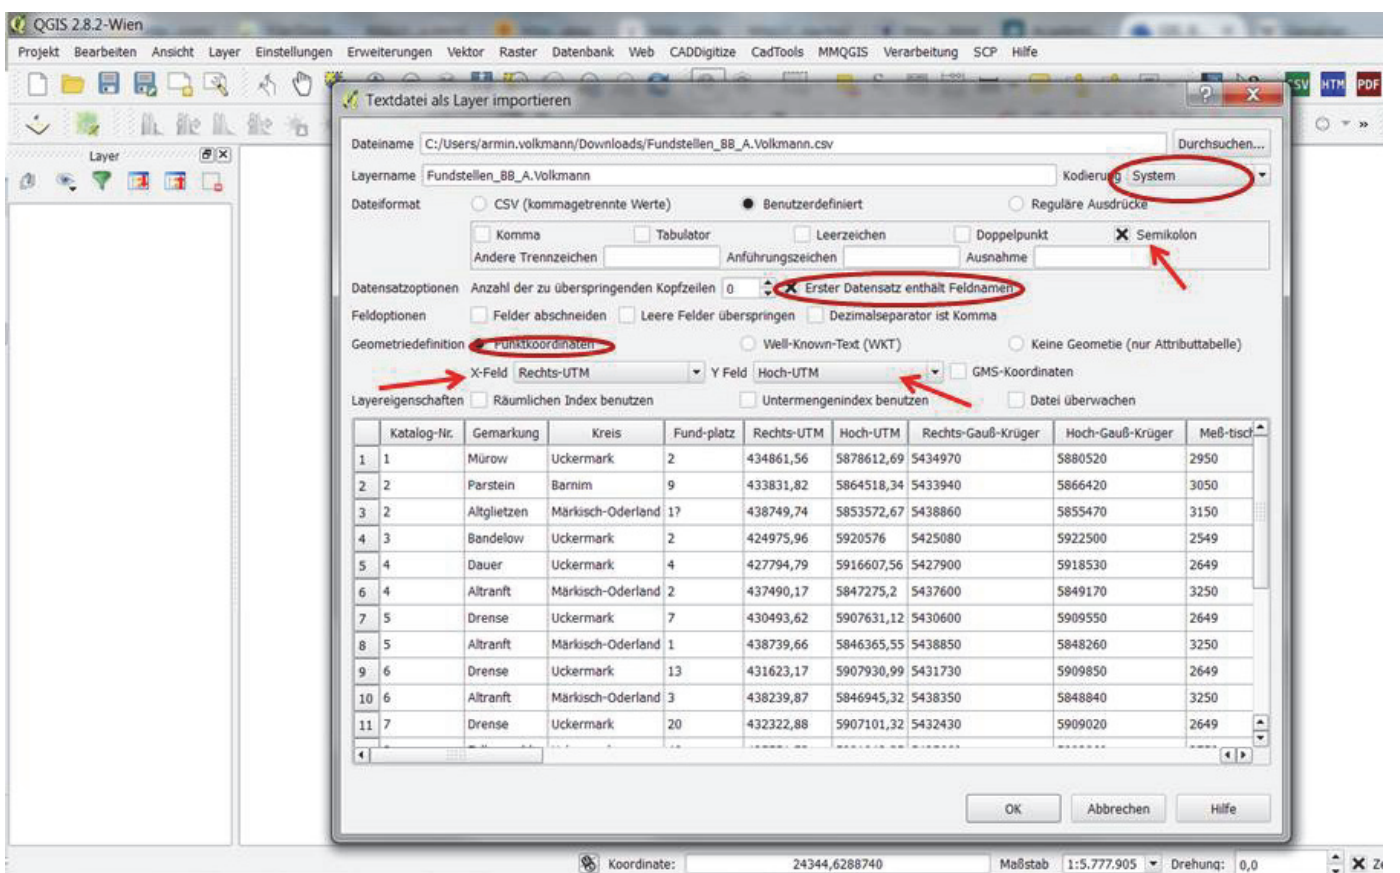 QGIS 2.8.2-Wien
Projekt Bearbeiten Ansicht Layer Einstellungen Erweiterungen Vektor Raster Datenbank Web CADDigitize CadTools MMQGIS Verarbeitung SCP Hilfe
CSV HTM PDF
Textdatei als Layer importieren
Layer
Dateiname C:/Users/armin.volkmann/Downloads/Fundstellen_BB_A.Volkmann.csv Durchsuchen...
Layername Fundstellen_BB_A.Volkmann Kodierung System
Dateiformat CSV (kommagetrennte Werte) Benutzerdefiniert Reguläre Ausdrücke
Komma Tabulator Leerzeichen Doppelpunkt Semikolon
Andere Trennzeichen Anführungszeichen Ausnahme
Datensatzoptionen Anzahl der zu überspringenden Kopfzeilen 0 Erster Datensatz enthält Feldnamen
Feldoptionen Felder abschneiden Leere Felder überspringen Dezimalseparator ist Komma
Geometriedefinition Punktkoordinaten Well-Known-Text (WKT) Keine Geometie (nur Attributtabelle)
X-Feld Rechts-UTM Y Feld Hoch-UTM GMS-Koordinaten
Layereigenschaften Räumlichen Index benutzen Untermengenindex benutzen Datei überwachen
Katalog-Nr. Gemarkung Kreis Fund-platz Rechts-UTM Hoch-UTM Rechts-Gauß-Krüger Hoch-Gauß-Krüger Meß-tisch
1 1 Mürow Uckermark 2 434861,56 5878612,69 5434970 5880520 2950
2 2 Parstein Barnim 9 433831,82 5864518,34 5433940 5866420 3050
3 2 Altglietzen Märkisch-Oderland 1? 438749,74 5853572,67 5438860 5855470 3150
4 3 Bandelow Uckermark 2 424975,96 5920576 5425080 5922500 2549
5 4 Dauer Uckermark 4 427794,79 5916607,56 5427900 5918530 2649
6 4 Altranft Märkisch-Oderland 2 437490,17 5847275,2 5437600 5849170 3250
7 5 Drense Uckermark 7 430493,62 5907631,12 5430600 5909550 2649
8 5 Altranft Märkisch-Oderland 1 438739,66 5846365,55 5438850 5848260 3250
9 6 Drense Uckermark 13 431623,17 5907930,99 5431730 5909850 2649
10 6 Altranft Märkisch-Oderland 3 438239,87 5846945,32 5438350 5848840 3250
11 7 Drense Uckermark 20 432322,88 5907101,32 5432430 5909020 2649
OK Abbrechen Hilfe
Koordinate: 24344,6288740 Maßstab 1:5.777.905 Drehung: 0,0